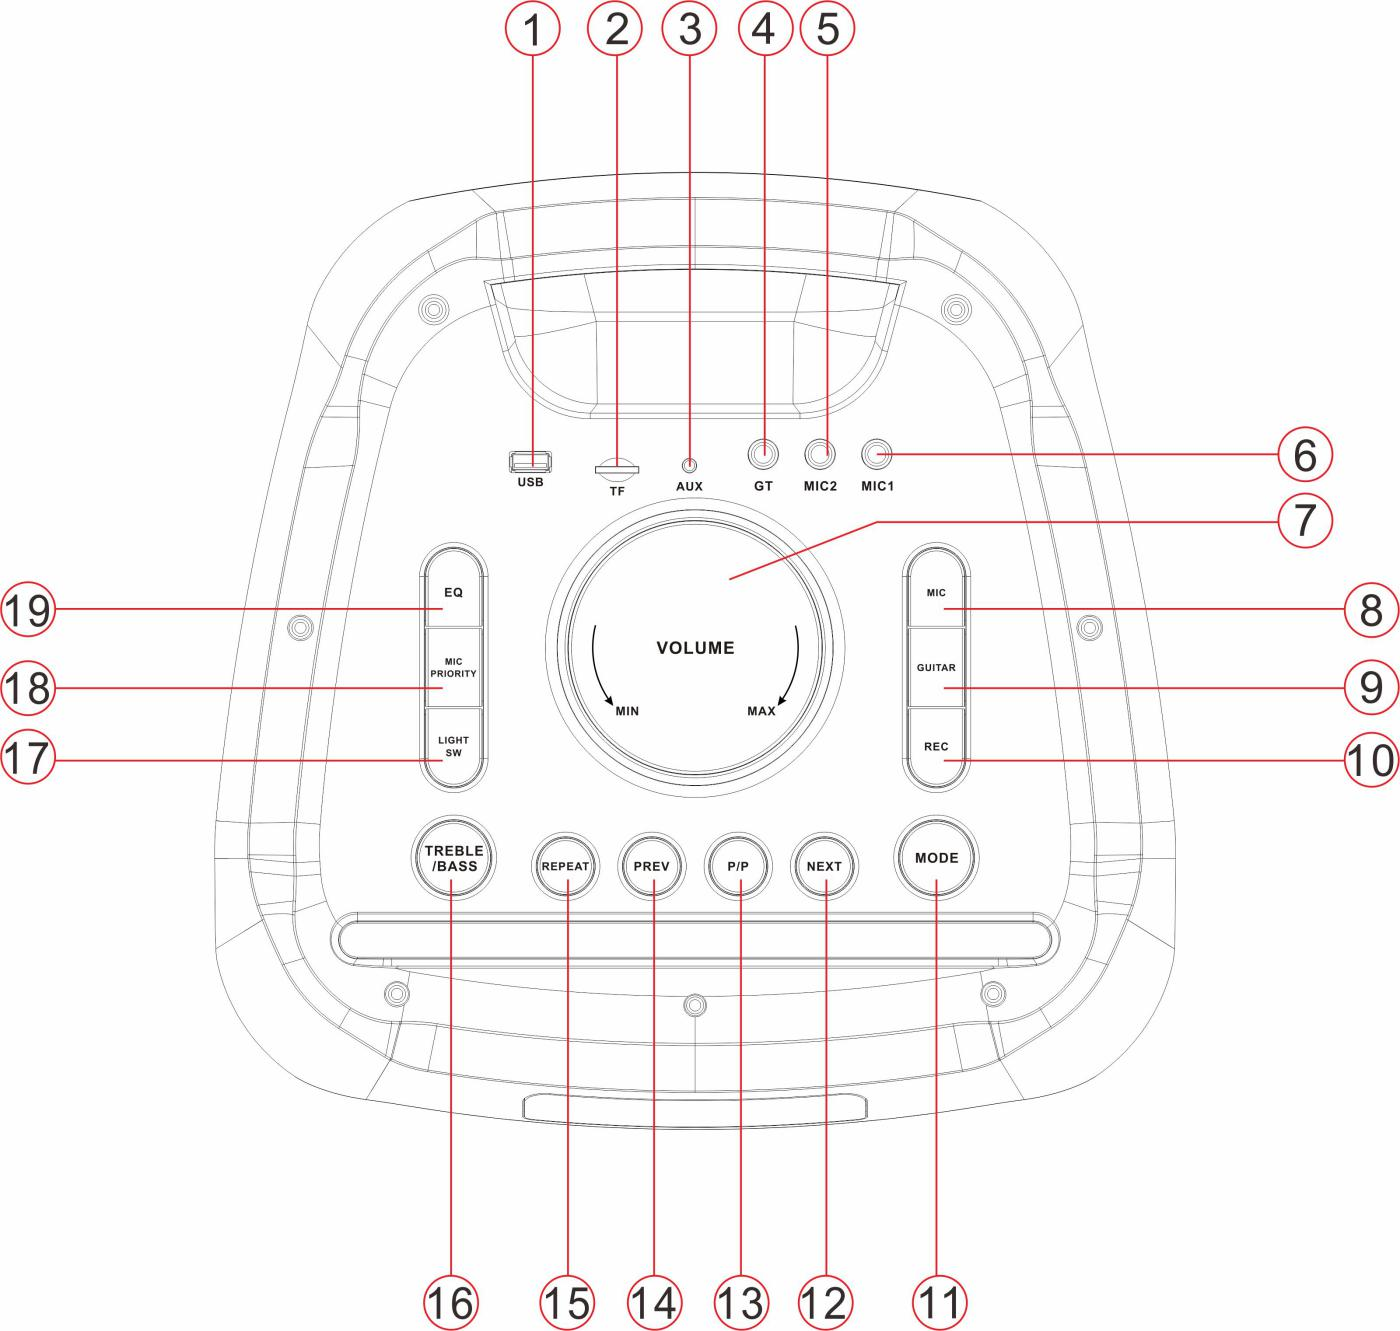 1 2 3 4 5
6
USB TF AUX GT MIC2 MIC1
7
EQ
MIC
19
8
MIC
PRIORITY
VOLUME
GUITAR
18
9
MIN MAX
LIGHT
SW
REC
17
10
TREBLE
/BASS
REPEAT PREV P/P NEXT
MODE
16 15 14 13 12 11